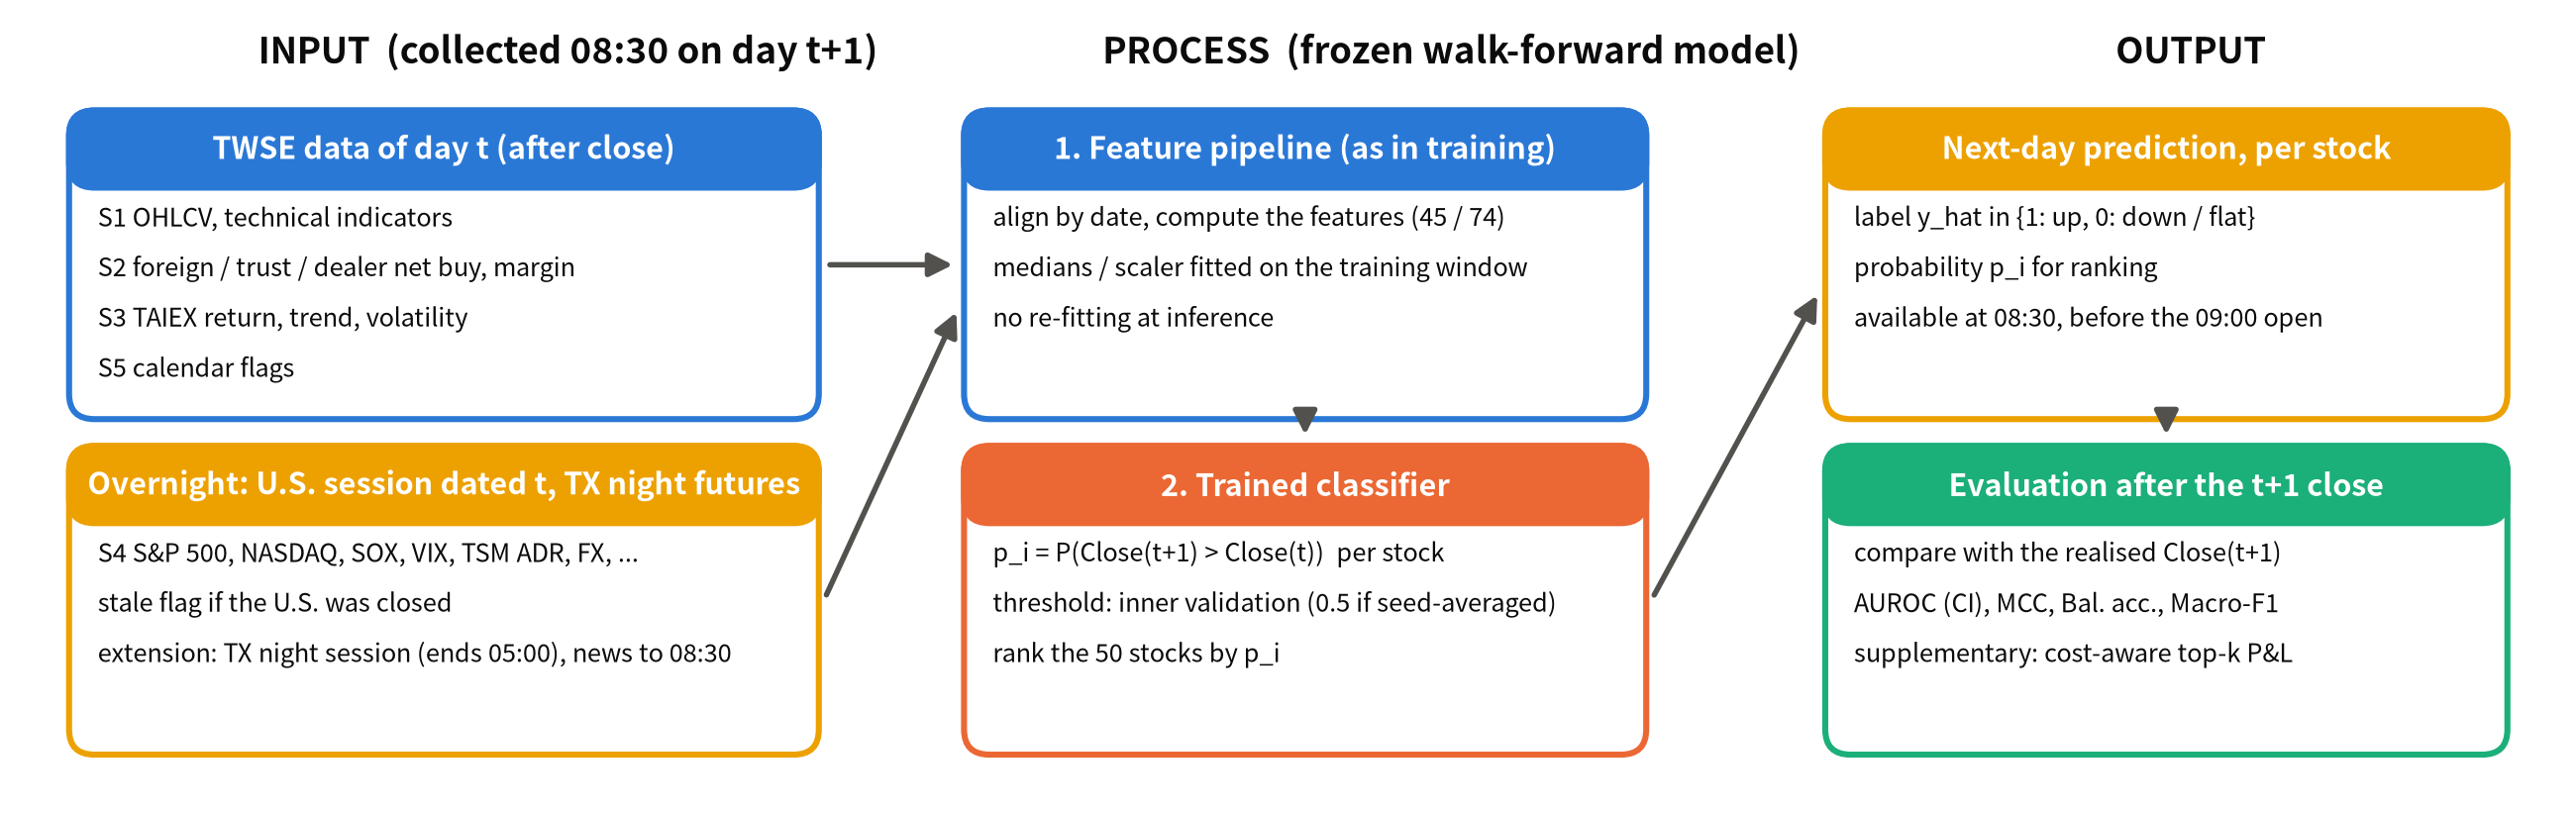 INPUT  (collected 08:30 on day t+1)
TWSE data of day t (after close)
S1 OHLCV, technical indicators
S2 foreign / trust / dealer net buy, margin
S3 TAIEX return, trend, volatility
S5 calendar flags
Overnight: U.S. session dated t, TX night futures
S4 S&P 500, NASDAQ, SOX, VIX, TSM ADR, FX, ...
stale flag if the U.S. was closed
extension: TX night session (ends 05:00), news to 08:30
PROCESS  (frozen walk-forward model)
1. Feature pipeline (as in training)
align by date, compute the features (45 / 74)
medians / scaler fitted on the training window
no re-fitting at inference
2. Trained classifier
p_i = P(Close(t+1) > Close(t))  per stock
threshold: inner validation (0.5 if seed-averaged)
rank the 50 stocks by p_i
OUTPUT
Next-day prediction, per stock
label y_hat in {1: up, 0: down / flat}
probability p_i for ranking
available at 08:30, before the 09:00 open
Evaluation after the t+1 close
compare with the realised Close(t+1)
AUROC (CI), MCC, Bal. acc., Macro-F1
supplementary: cost-aware top-k P&L